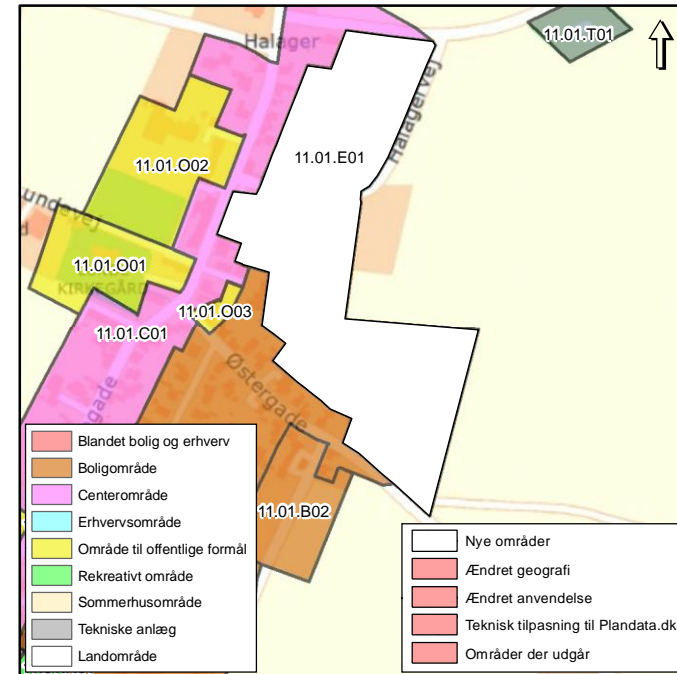 Halager
11.01.T01
11.01.E01
Halagervej
11.01.O02
undevej
11.01.O01
KIRKEGÅRD
11.01.O03
11.01.C01
Østergade
gade
11.01.B02
Blandet bolig og erhverv
Boligområde
Centerområde
Erhvervsområde
Område til offentlige formål
Rekreativt område
Sommerhusområde
Tekniske anlæg
Landområde
Nye områder
Ændret geografi
Ændret anvendelse
Teknisk tilpasning til Plandata.dk
Områder der udgår